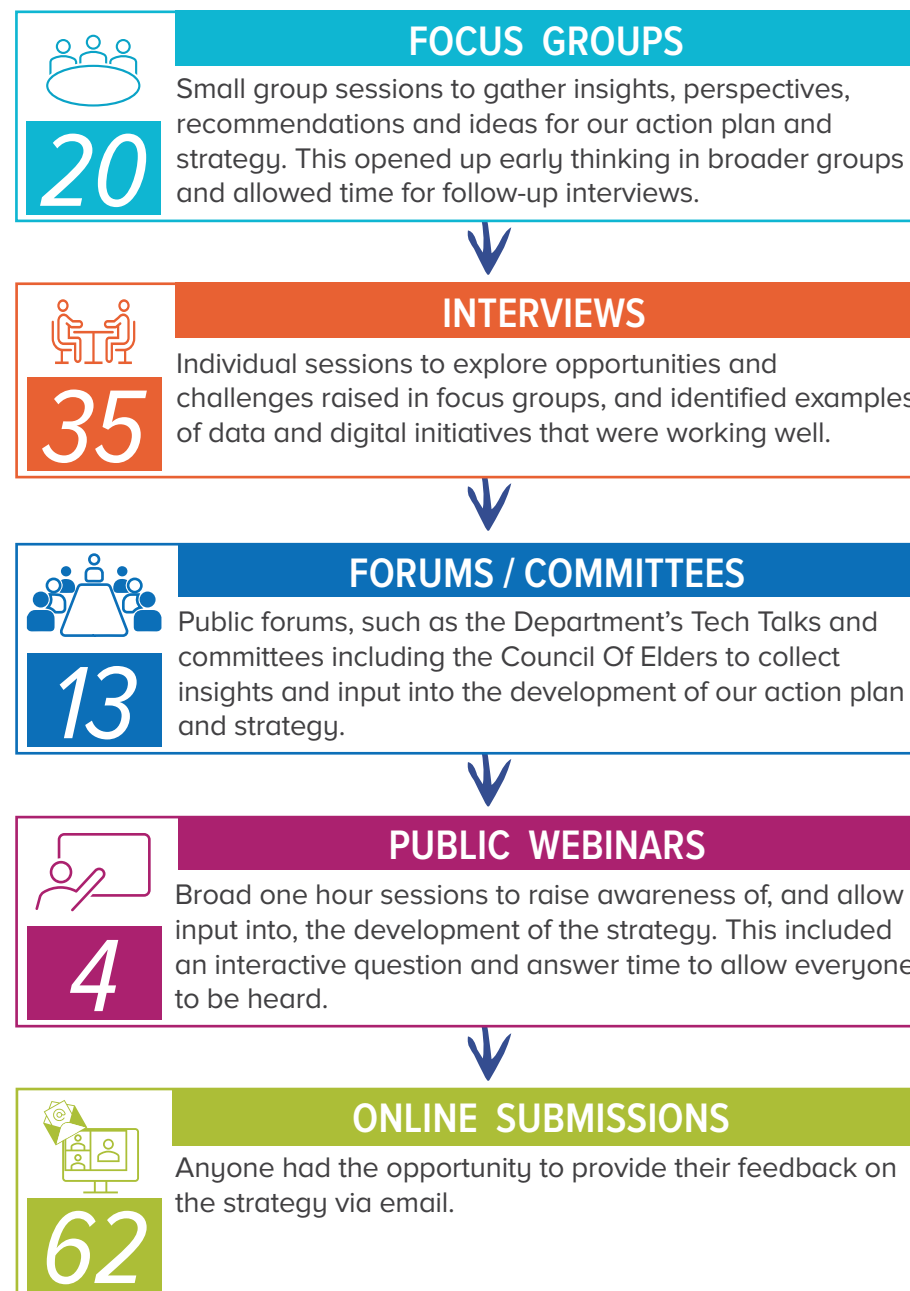 FOCUS GROUPS
Small group sessions to gather insights, perspectives,
recommendations and ideas for our action plan and
strategy. This opened up early thinking in broader groups
and allowed time for follow-up interviews.
20
INTERVIEWS
Individual sessions to explore opportunities and
challenges raised in focus groups, and identified examples
of data and digital initiatives that were working well.
35
FORUMS / COMMITTEES
Public forums, such as the Department's Tech Talks and
committees including the Council Of Elders to collect
insights and input into the development of our action plan
and strategy.
13
PUBLIC WEBINARS
Broad one hour sessions to raise awareness of, and allow
input into, the development of the strategy. This included
an interactive question and answer time to allow everyone
to be heard.
4
ONLINE SUBMISSIONS
@
Anyone had the opportunity to provide their feedback on
the strategy via email.
62